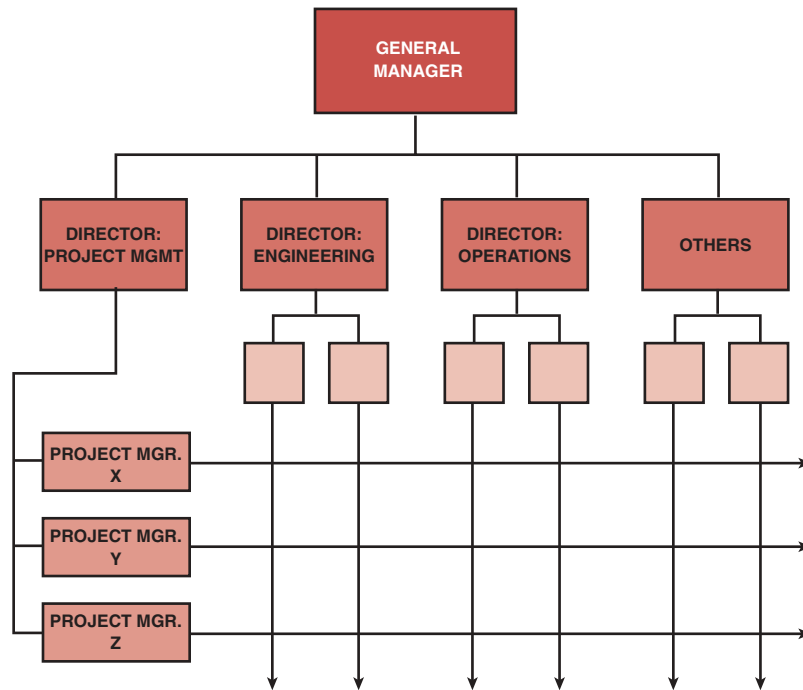 GENERAL
MANAGER
DIRECTOR:
PROJECT MGMT
DIRECTOR:
ENGINEERING
DIRECTOR:
OPERATIONS
OTHERS
PROJECT MGR.
X
PROJECT MGR.
Y
PROJECT MGR.
Z